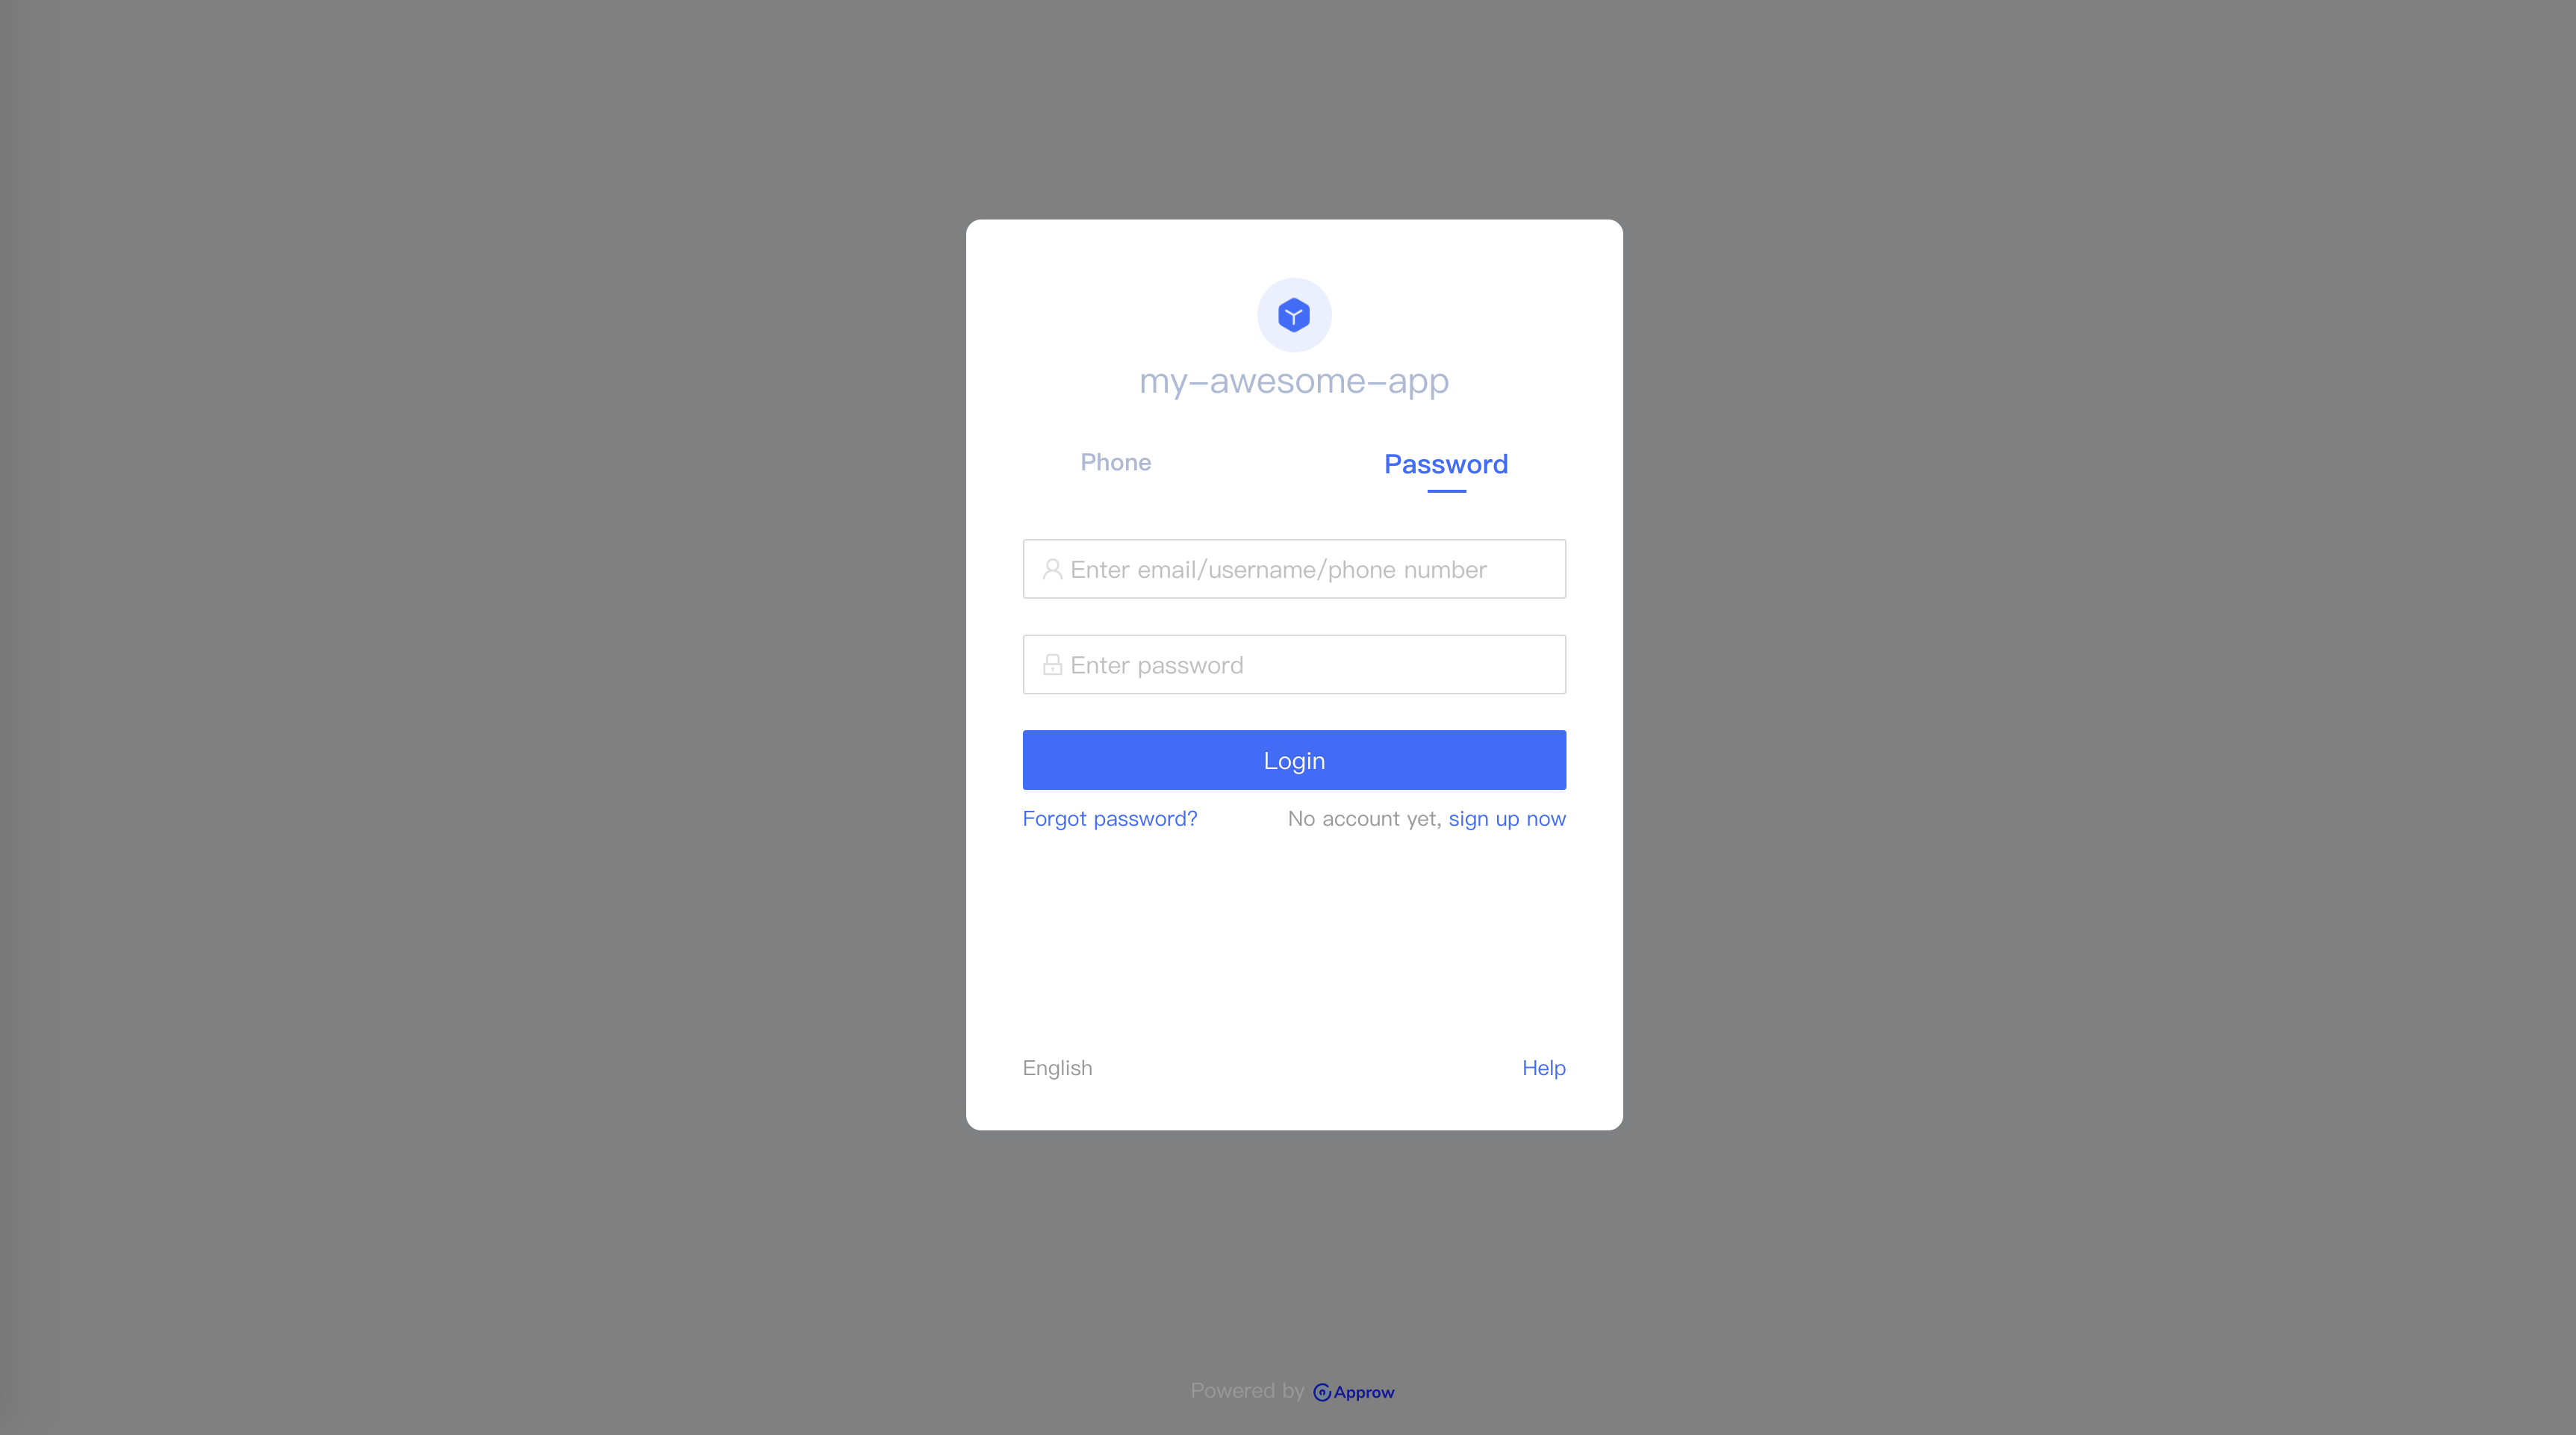 my-awesome-app
Phone
Password
Enter email/username/phone number
Enter password
Login
Forgot password?
No account yet, sign up now
English
Help
Powered by Approw